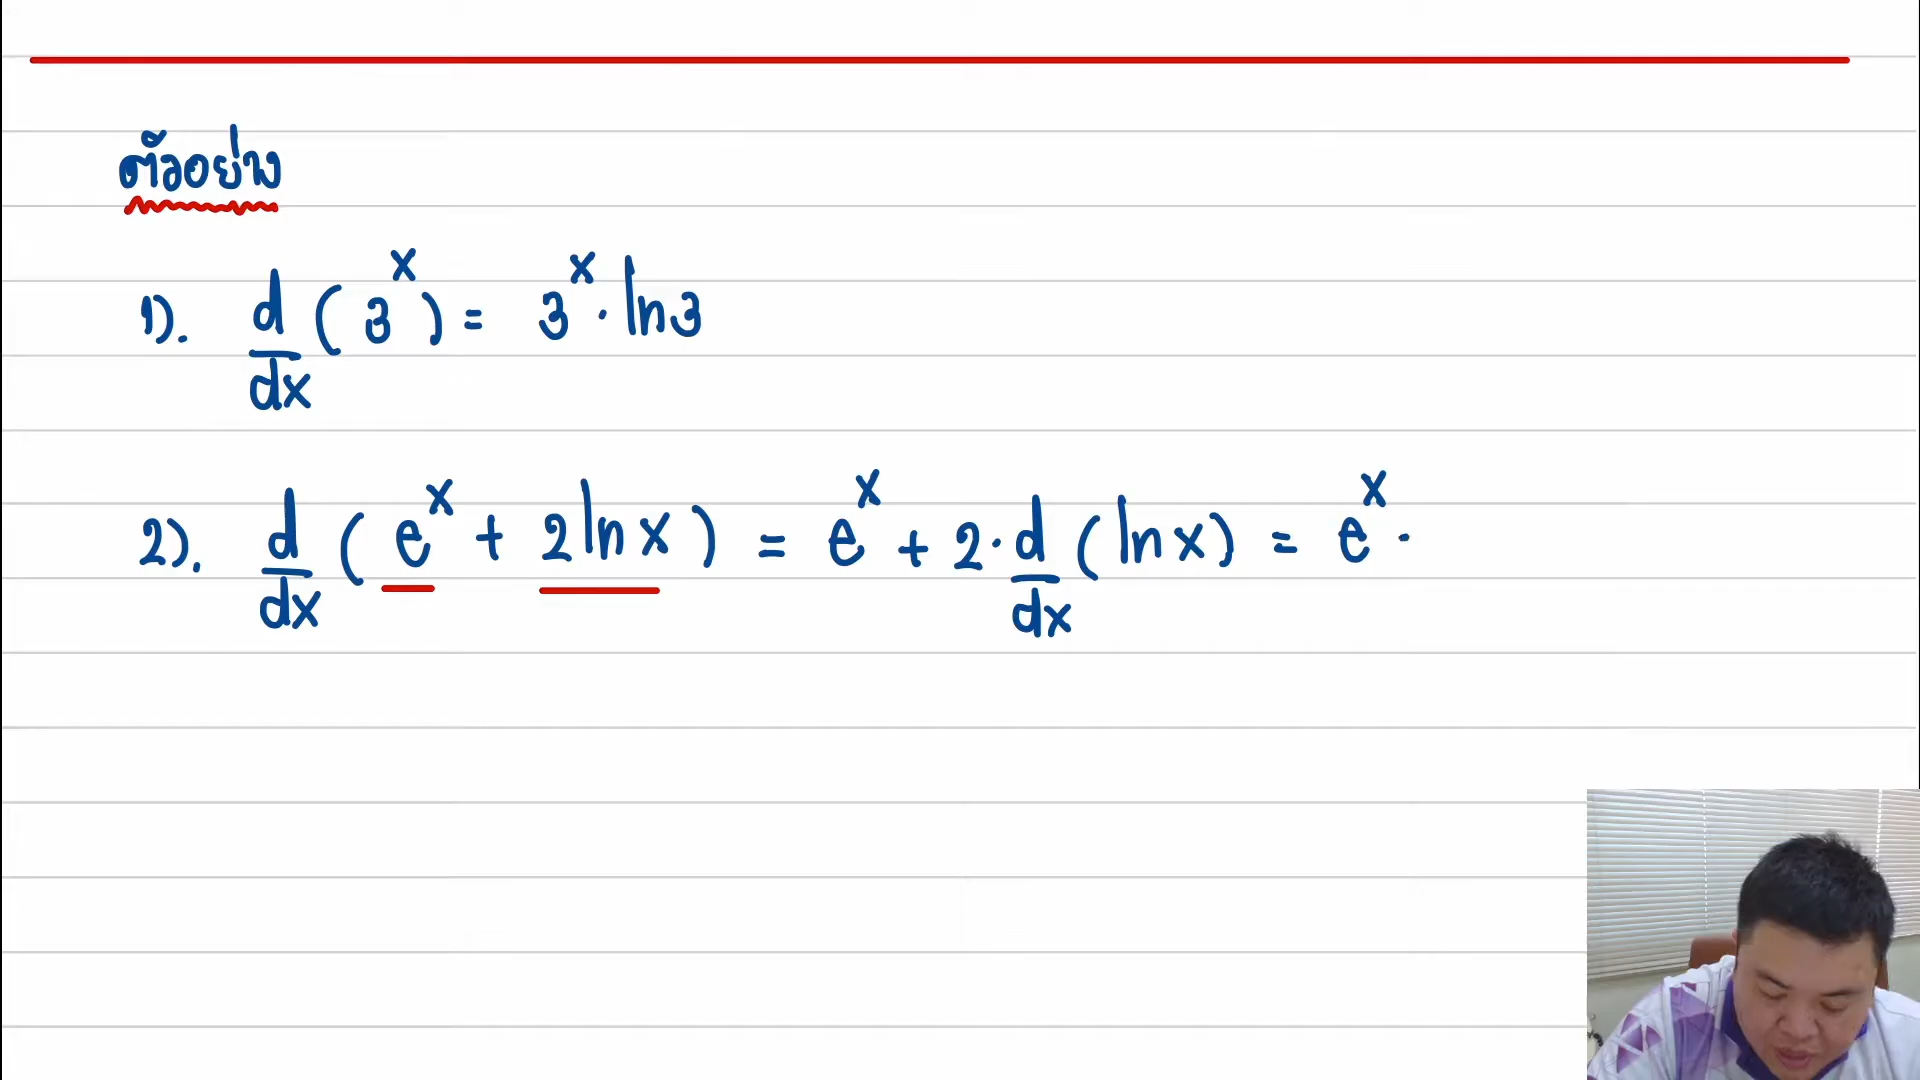 ตัวอย่าง
1). d/dx (3^x) = 3^x · ln3
2). d/dx (e^x + 2lnx) = e^x + 2· d/dx (lnx) = e^x -